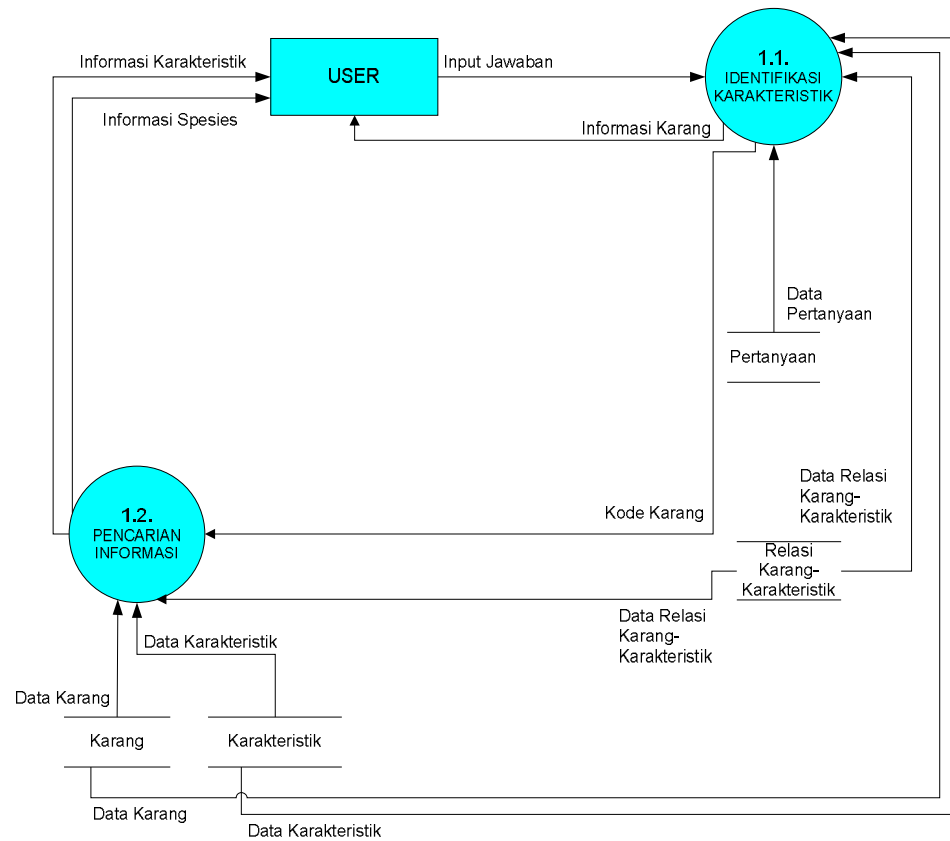 Informasi Karakteristik
USER
Input Jawaban
1.1.
IDENTIFIKASI
KARAKTERISTIK
Informasi Spesies
Informasi Karang
Data
Pertanyaan
Pertanyaan
Data Relasi
Karang-
Karakteristik
Kode Karang
1.2.
PENCARIAN
INFORMASI
Relasi
Karang-
Karakteristik
Data Relasi
Karang-
Karakteristik
Data Karakteristik
Data Karang
Karang
Karakteristik
Data Karang
Data Karakteristik